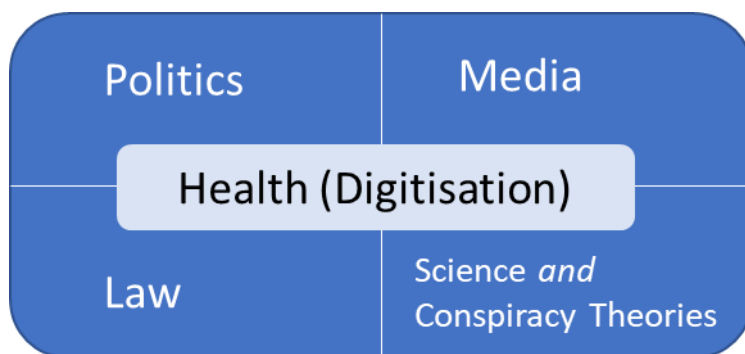 Politics
Media
Health (Digitisation)
Law
Science and
Conspiracy Theories